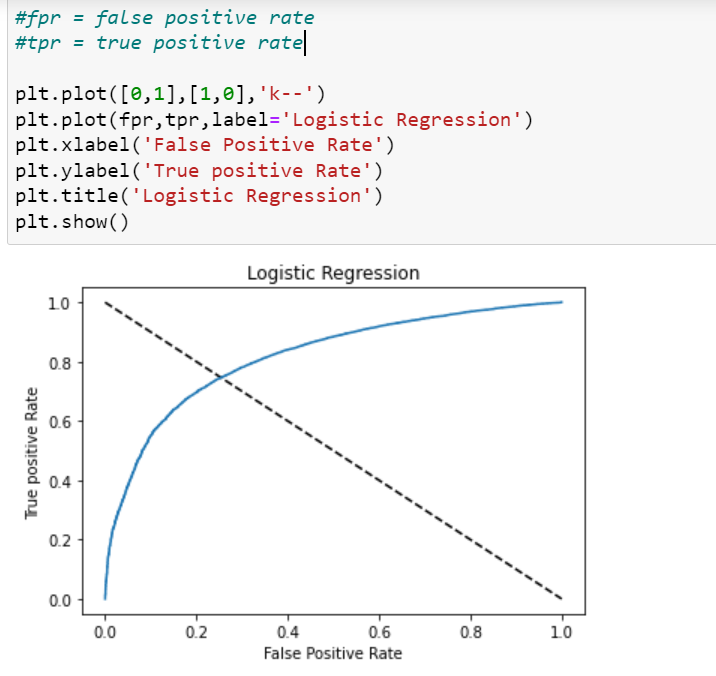 #fpr = false positive rate
#tpr = true positive rate
plt.plot([0,1],[1,0],'k--')
plt.plot(fpr,tpr,label='Logistic Regression')
plt.xlabel('False Positive Rate')
plt.ylabel('True positive Rate')
plt.title('Logistic Regression')
plt.show()
Logistic Regression
1.0
0.8
0.6
0.4
0.2
0.0
True positive Rate
0.0 0.2 0.4 0.6 0.8 1.0
False Positive Rate